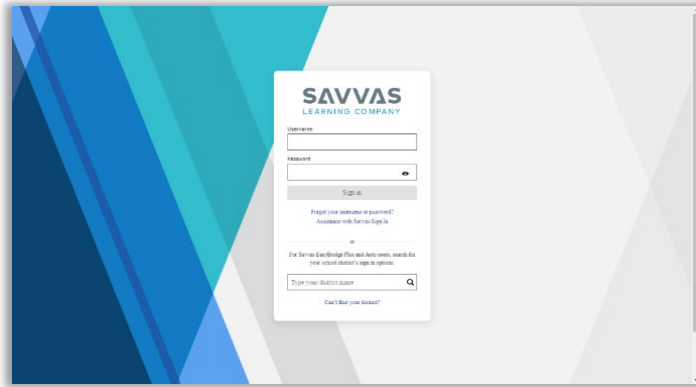 SAVVAS
LEARNING COMPANY
Username
Password
Sign in
Forgot your username or password?
Assistance with Savvas Sign In
or
For Savvas EasyBridge Plus and Auto users, search for
your school district's sign in options.
Type your district name
Can't find your district?